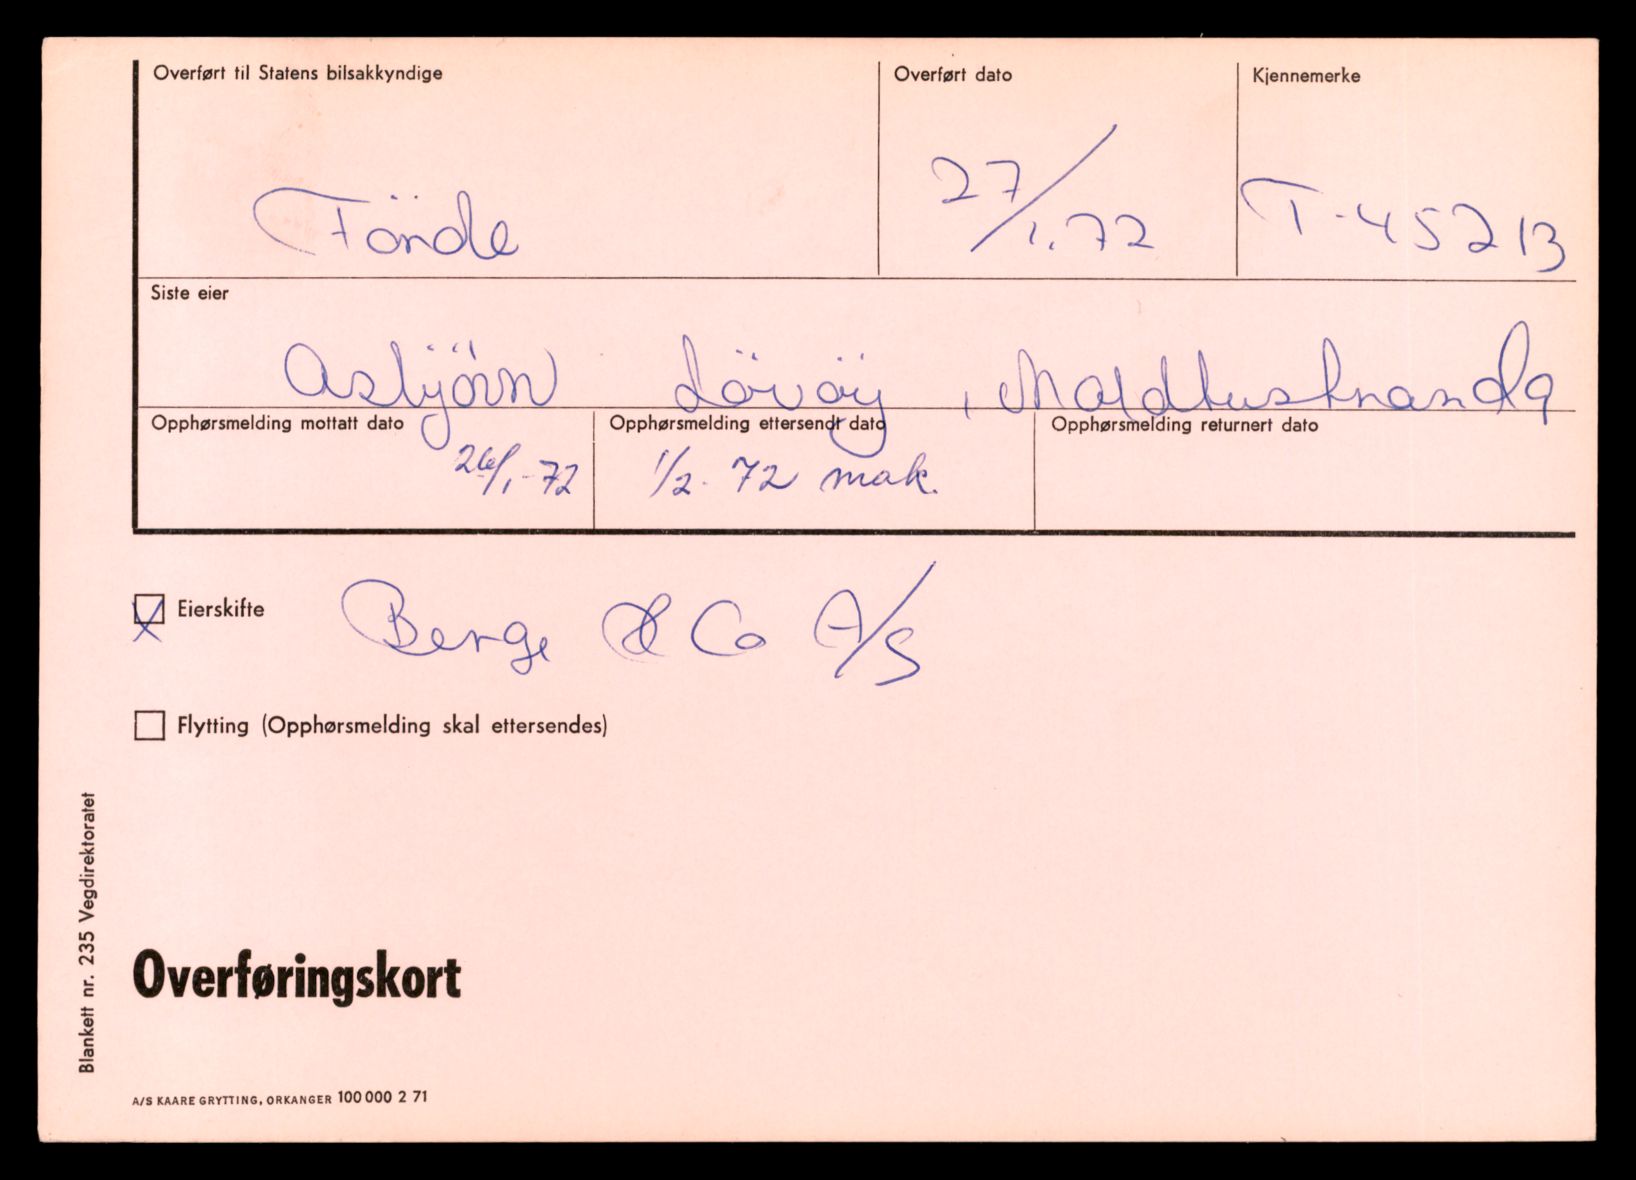 Overført til Statens bilsakkyndige
Overført dato
Kjennemerke
Förde
27/1.72
T-45213
Siste eier
Asbjörn Lövöy,
Opphørsmelding mottatt dato
Opphørsmelding ettersendt dato
Opphørsmelding returnert dato
26/1-72
1/2-72 mak.
X Eierskifte
Berge & Co A/S
Flytting (Opphørsmelding skal ettersendes)
Blankett nr. 235 Vegdirektoratet
Overføringskort
A/S KAARE GRYTTING, ORKANGER 100 000 2 71